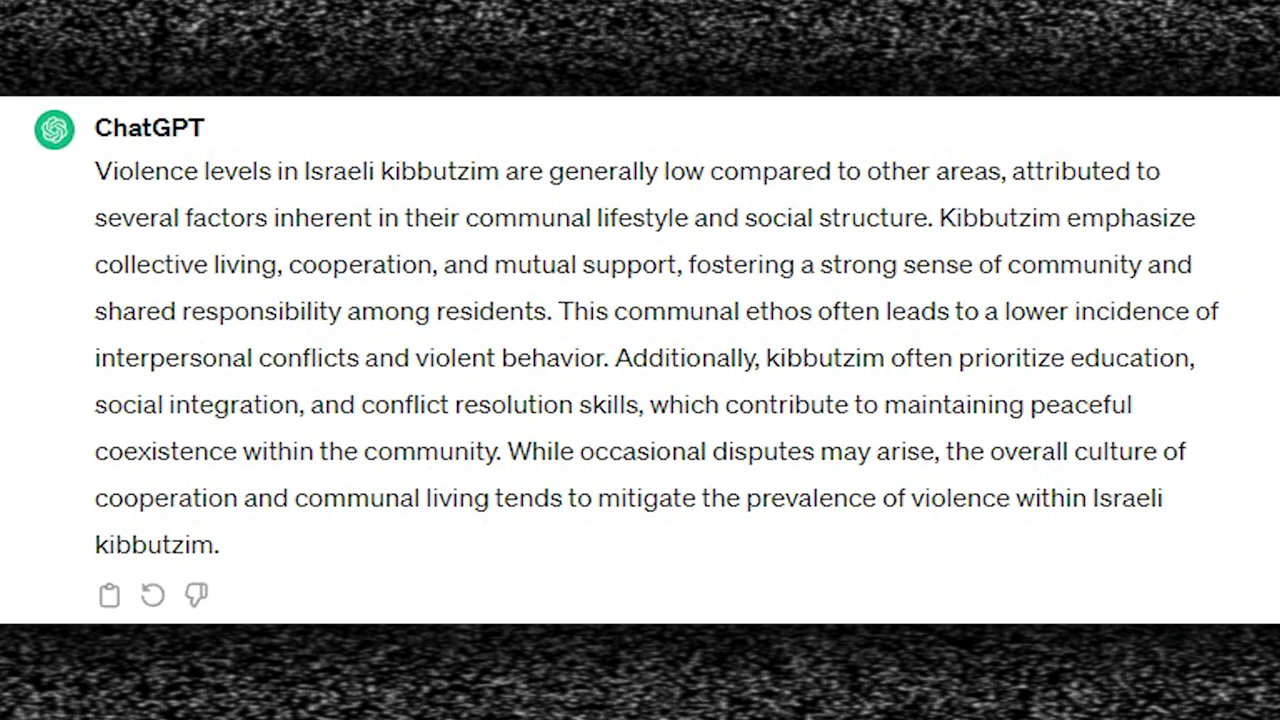 ChatGPT
Violence levels in Israeli kibbutzim are generally low compared to other areas, attributed to
several factors inherent in their communal lifestyle and social structure. Kibbutzim emphasize
collective living, cooperation, and mutual support, fostering a strong sense of community and
shared responsibility among residents. This communal ethos often leads to a lower incidence of
interpersonal conflicts and violent behavior. Additionally, kibbutzim often prioritize education,
social integration, and conflict resolution skills, which contribute to maintaining peaceful
coexistence within the community. While occasional disputes may arise, the overall culture of
cooperation and communal living tends to mitigate the prevalence of violence within Israeli
kibbutzim.